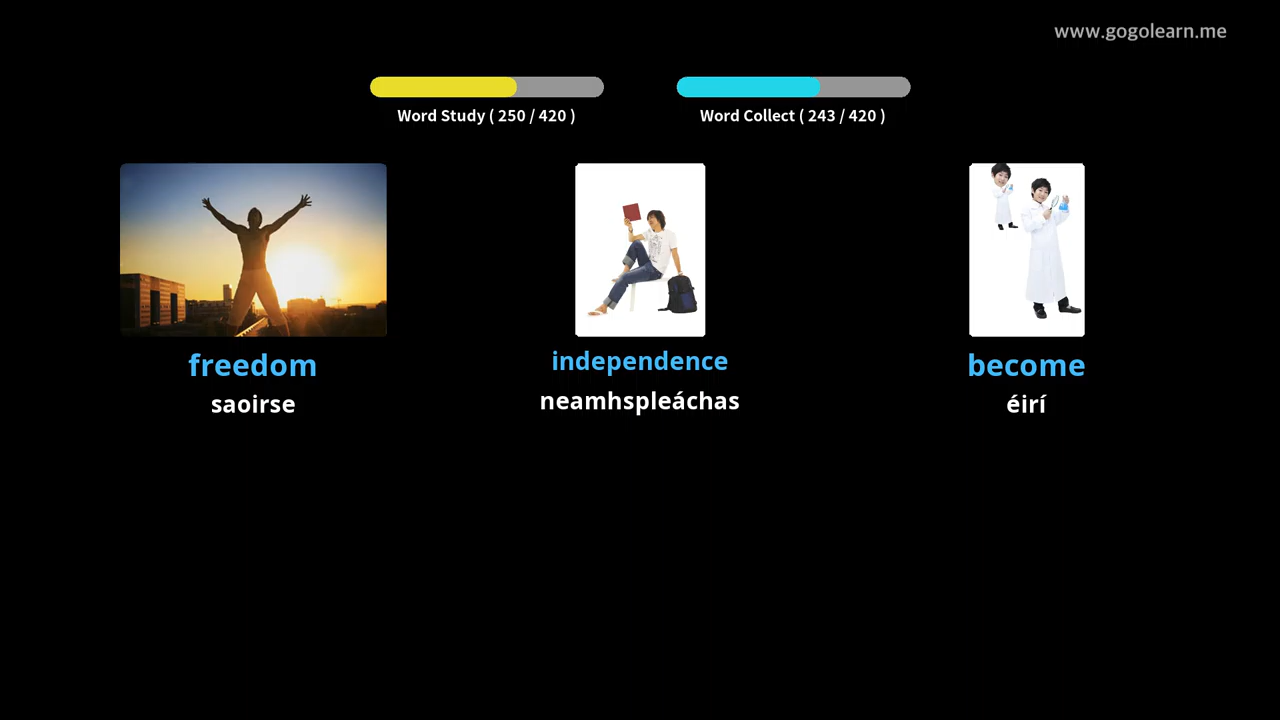 www.gogolearn.me
Word Study ( 250 / 420 )
Word Collect ( 243 / 420 )
freedom
saoirse
independence
neamhspleáchas
become
éirí